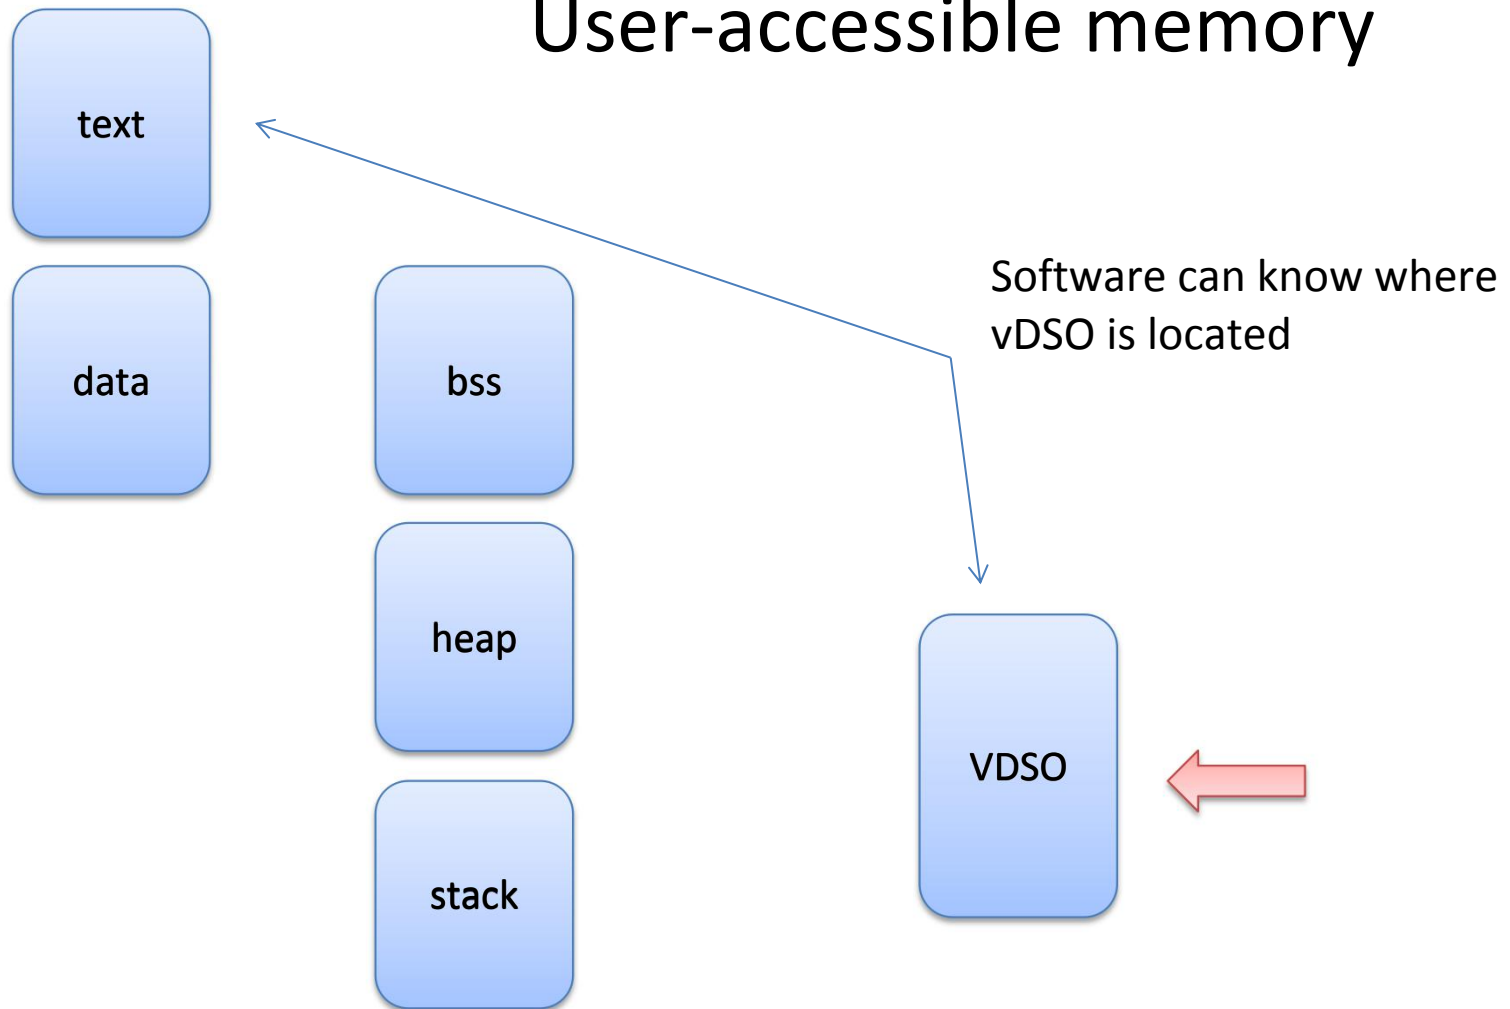 User-accessible memory
text
Software can know where
vDSO is located
data
bss
heap
VDSO
stack